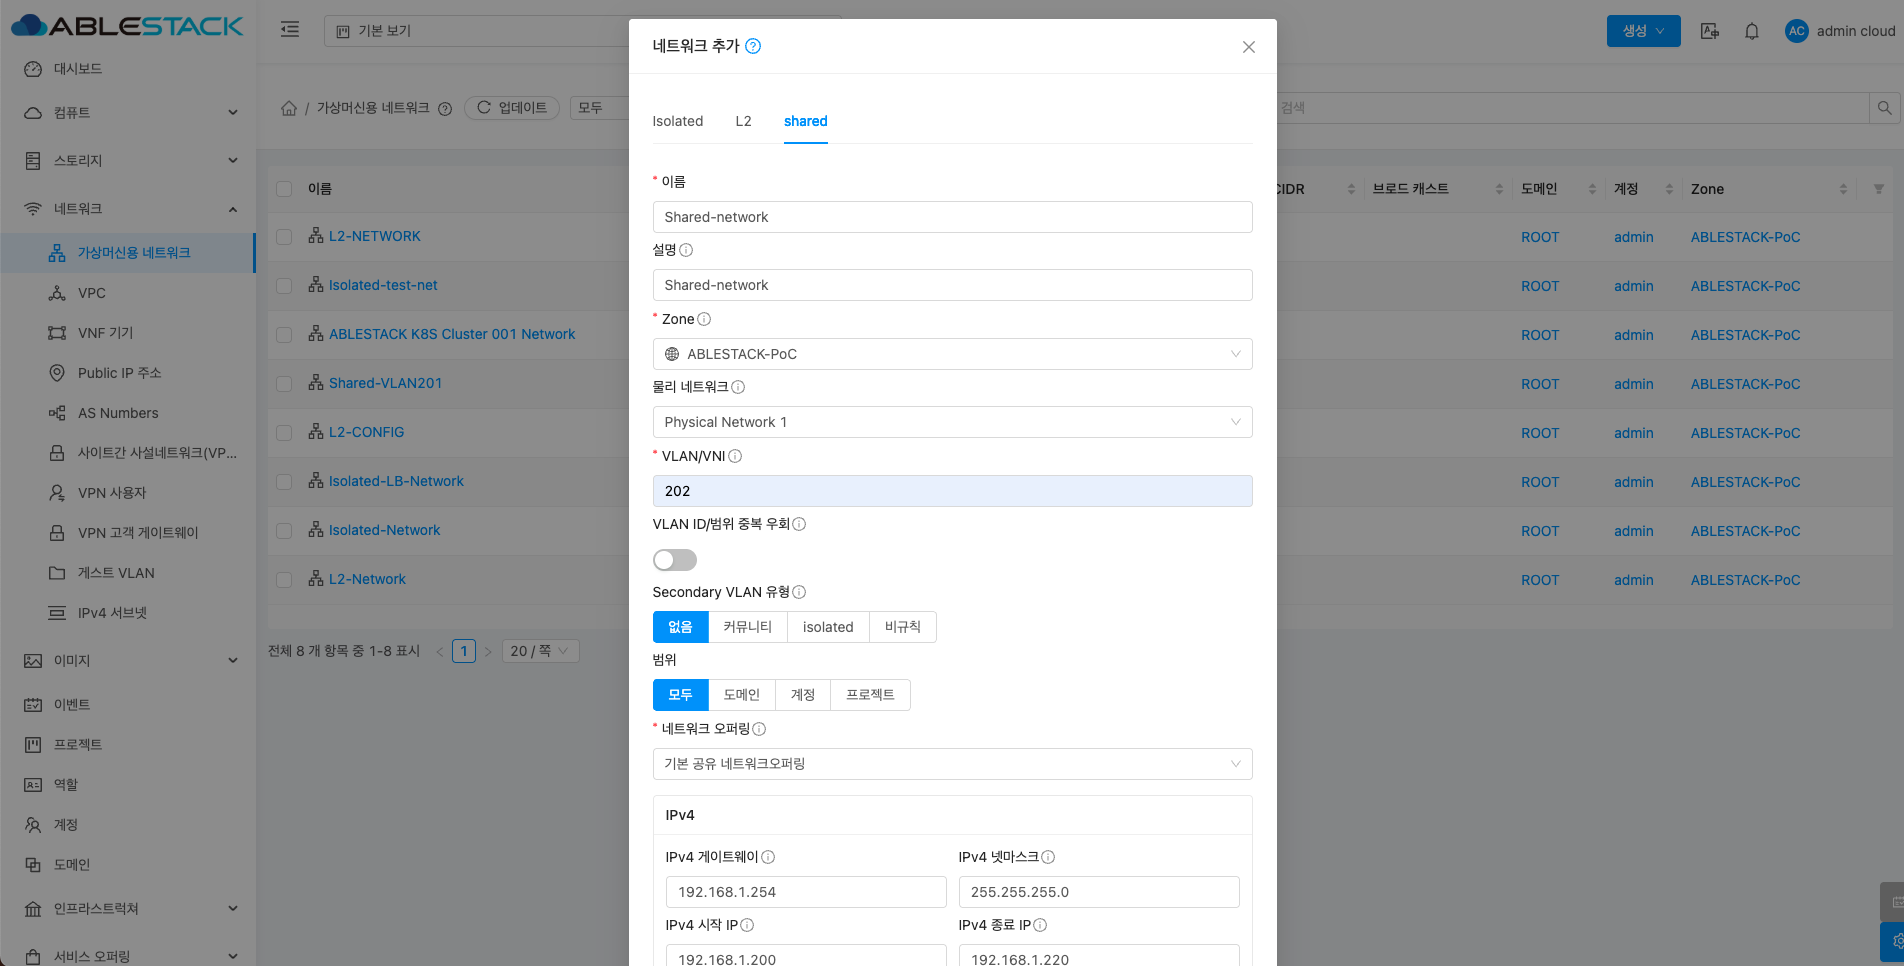 ABLESTACK
기본 보기
생성
AC admin cloud
대시보드
컴퓨트
스토리지
네트워크
가상머신용 네트워크
VPC
VNF 기기
Public IP 주소
AS Numbers
사이트간 사설네트워크(VP...
VPN 사용자
VPN 고객 게이트웨이
게스트 VLAN
IPv4 서브넷
이미지
이벤트
프로젝트
역할
계정
도메인
인프라스트럭쳐
서비스 오퍼링
/ 가상머신용 네트워크
업데이트
모두
검색
이름
CIDR
브로드 캐스트
도메인
계정
Zone
L2-NETWORK
ROOT admin ABLESTACK-PoC
Isolated-test-net
ROOT admin ABLESTACK-PoC
ABLESTACK K8S Cluster 001 Network
ROOT admin ABLESTACK-PoC
Shared-VLAN201
ROOT admin ABLESTACK-PoC
L2-CONFIG
ROOT admin ABLESTACK-PoC
Isolated-LB-Network
ROOT admin ABLESTACK-PoC
Isolated-Network
ROOT admin ABLESTACK-PoC
L2-Network
ROOT admin ABLESTACK-PoC
전체 8 개 항목 중 1-8 표시 < 1 > 20 / 쪽
네트워크 추가
Isolated L2 shared
* 이름
Shared-network
설명
Shared-network
* Zone
ABLESTACK-PoC
물리 네트워크
Physical Network 1
* VLAN/VNI
202
VLAN ID/범위 중복 우회
Secondary VLAN 유형
없음 커뮤니티 isolated 비규칙
범위
모두 도메인 계정 프로젝트
* 네트워크 오퍼링
기본 공유 네트워크오퍼링
IPv4
IPv4 게이트웨이 IPv4 넷마스크
192.168.1.254 255.255.255.0
IPv4 시작 IP IPv4 종료 IP
192.168.1.200 192.168.1.220